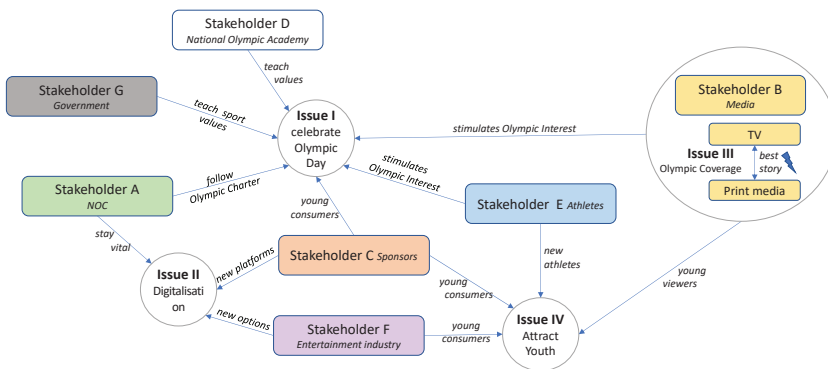 Stakeholder D
National Olympic Academy
teach
values
Stakeholder G
Government
teach sport
values
Issue I
celebrate
Olympic
Day
stimulates Olympic Interest
Stakeholder B
Media
TV
Issue III
Olympic Coverage
best
story
Print media
Stakeholder A
NOC
follow
Olympic Charter
stimulates
Olympic Interest
Stakeholder E Athletes
stay
vital
young
consumers
new
athletes
Issue II
Digitalisati
on
new platforms
Stakeholder C Sponsors
young
consumers
young
viewers
new options
Stakeholder F
Entertainment industry
young
consumers
Issue IV
Attract
Youth